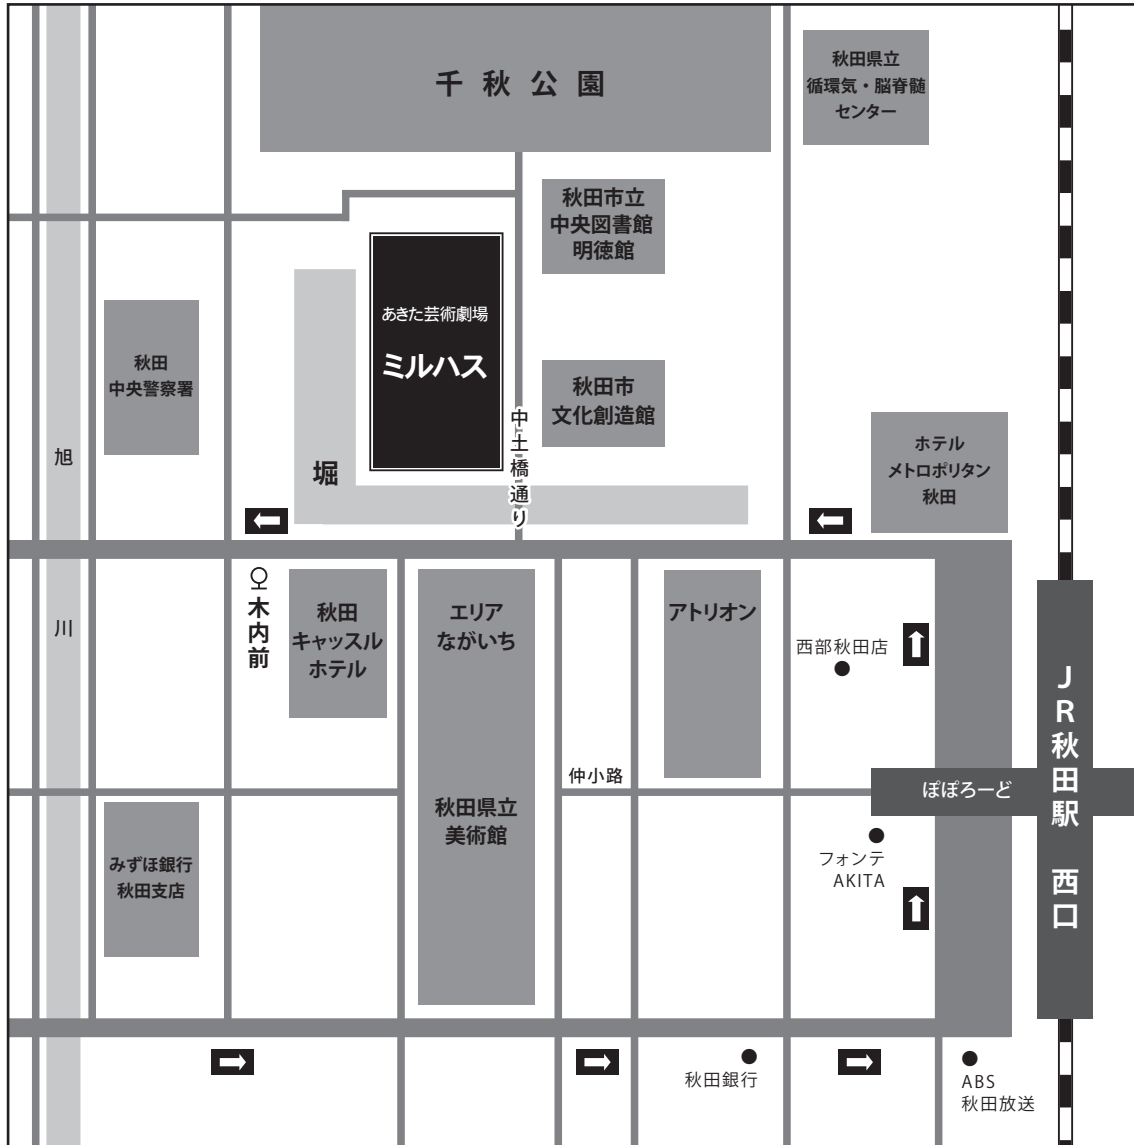 千秋公園
秋田県立
循環気・脳脊髄
センター
秋田市立
中央図書館
明徳館
あきた芸術劇場
ミルハス
秋田
中央警察署
秋田市
文化創造館
中土橋通り
堀
旭
川
ホテル
メトロポリタン
秋田
木内前
秋田
キャッスル
ホテル
エリア
ながいち
アトリオン
西部秋田店
JR秋田駅 西口
仲小路
ぽぽろーど
秋田県立
美術館
フォンテ
AKITA
みずほ銀行
秋田支店
秋田銀行
ABS
秋田放送